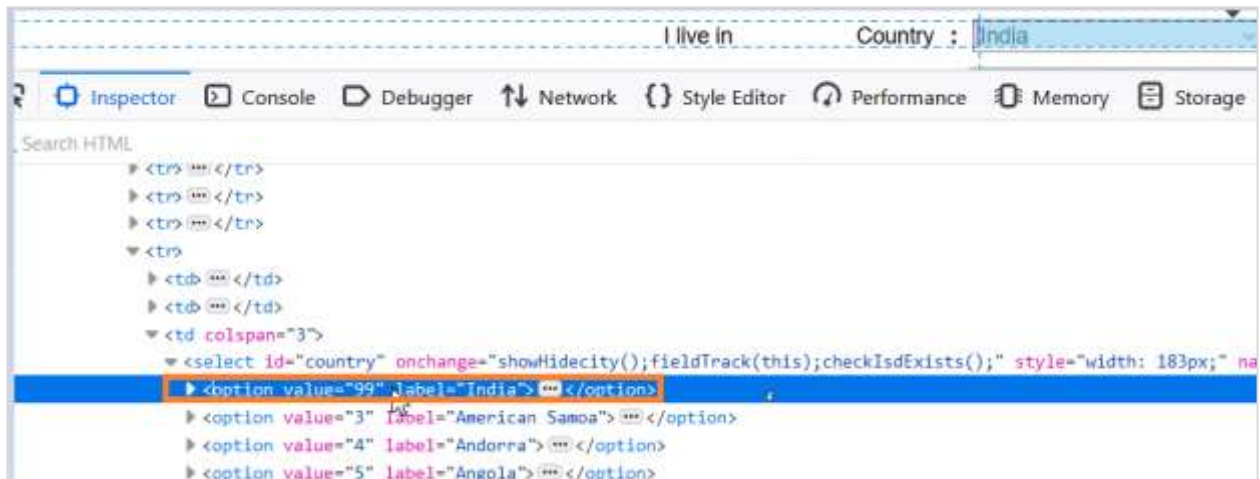 I live in Country : India
Inspector Console Debugger Network {} Style Editor Performance Memory Storage
Search HTML
<tr> ••• </tr>
<tr> ••• </tr>
<tr> ••• </tr>
<tr>
<td> ••• </td>
<td> ••• </td>
<td colspan="3">
<select id="country" onchange="showHidecity();fieldTrack(this);checkIsdExists();" style="width: 183px;" na
<option value="99" label="India"> ••• </option>
<option value="3" label="American Samoa"> ••• </option>
<option value="4" label="Andorra"> ••• </option>
<option value="5" label="Angola"> ••• </option>